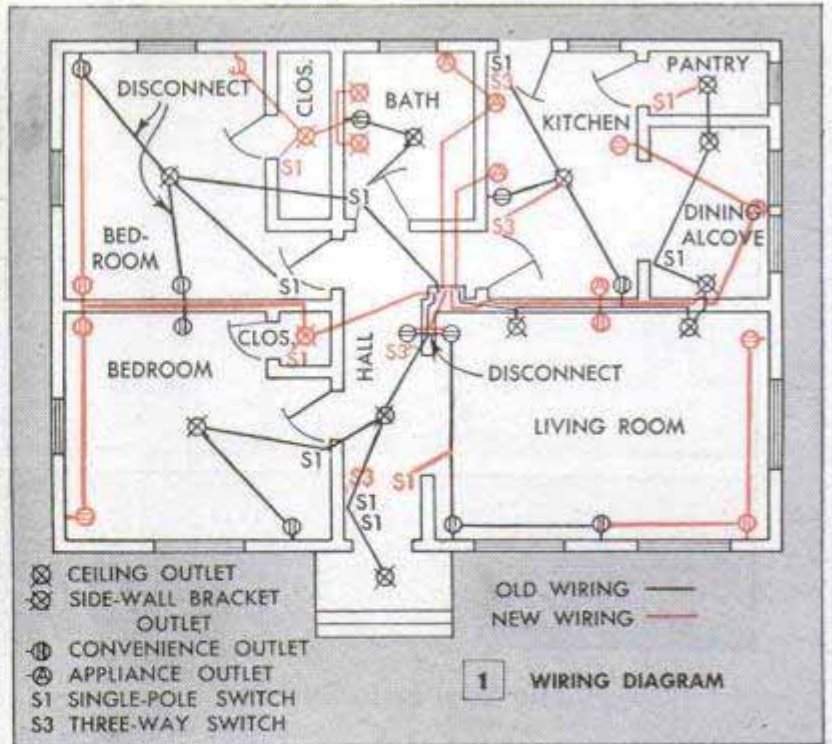 DISCONNECT
CLOS.
S1
BATH
S1
S3
KITCHEN
PANTRY
S1
S1
S3
DINING
ALCOVE
BED-
ROOM
S1
S1
CLOS.
S1
HALL
S3
DISCONNECT
BEDROOM
LIVING ROOM
S1
S3
S1
S1
S1
CEILING OUTLET
SIDE-WALL BRACKET
OUTLET
CONVENIENCE OUTLET
APPLIANCE OUTLET
S1 SINGLE-POLE SWITCH
S3 THREE-WAY SWITCH
OLD WIRING
NEW WIRING
1 WIRING DIAGRAM